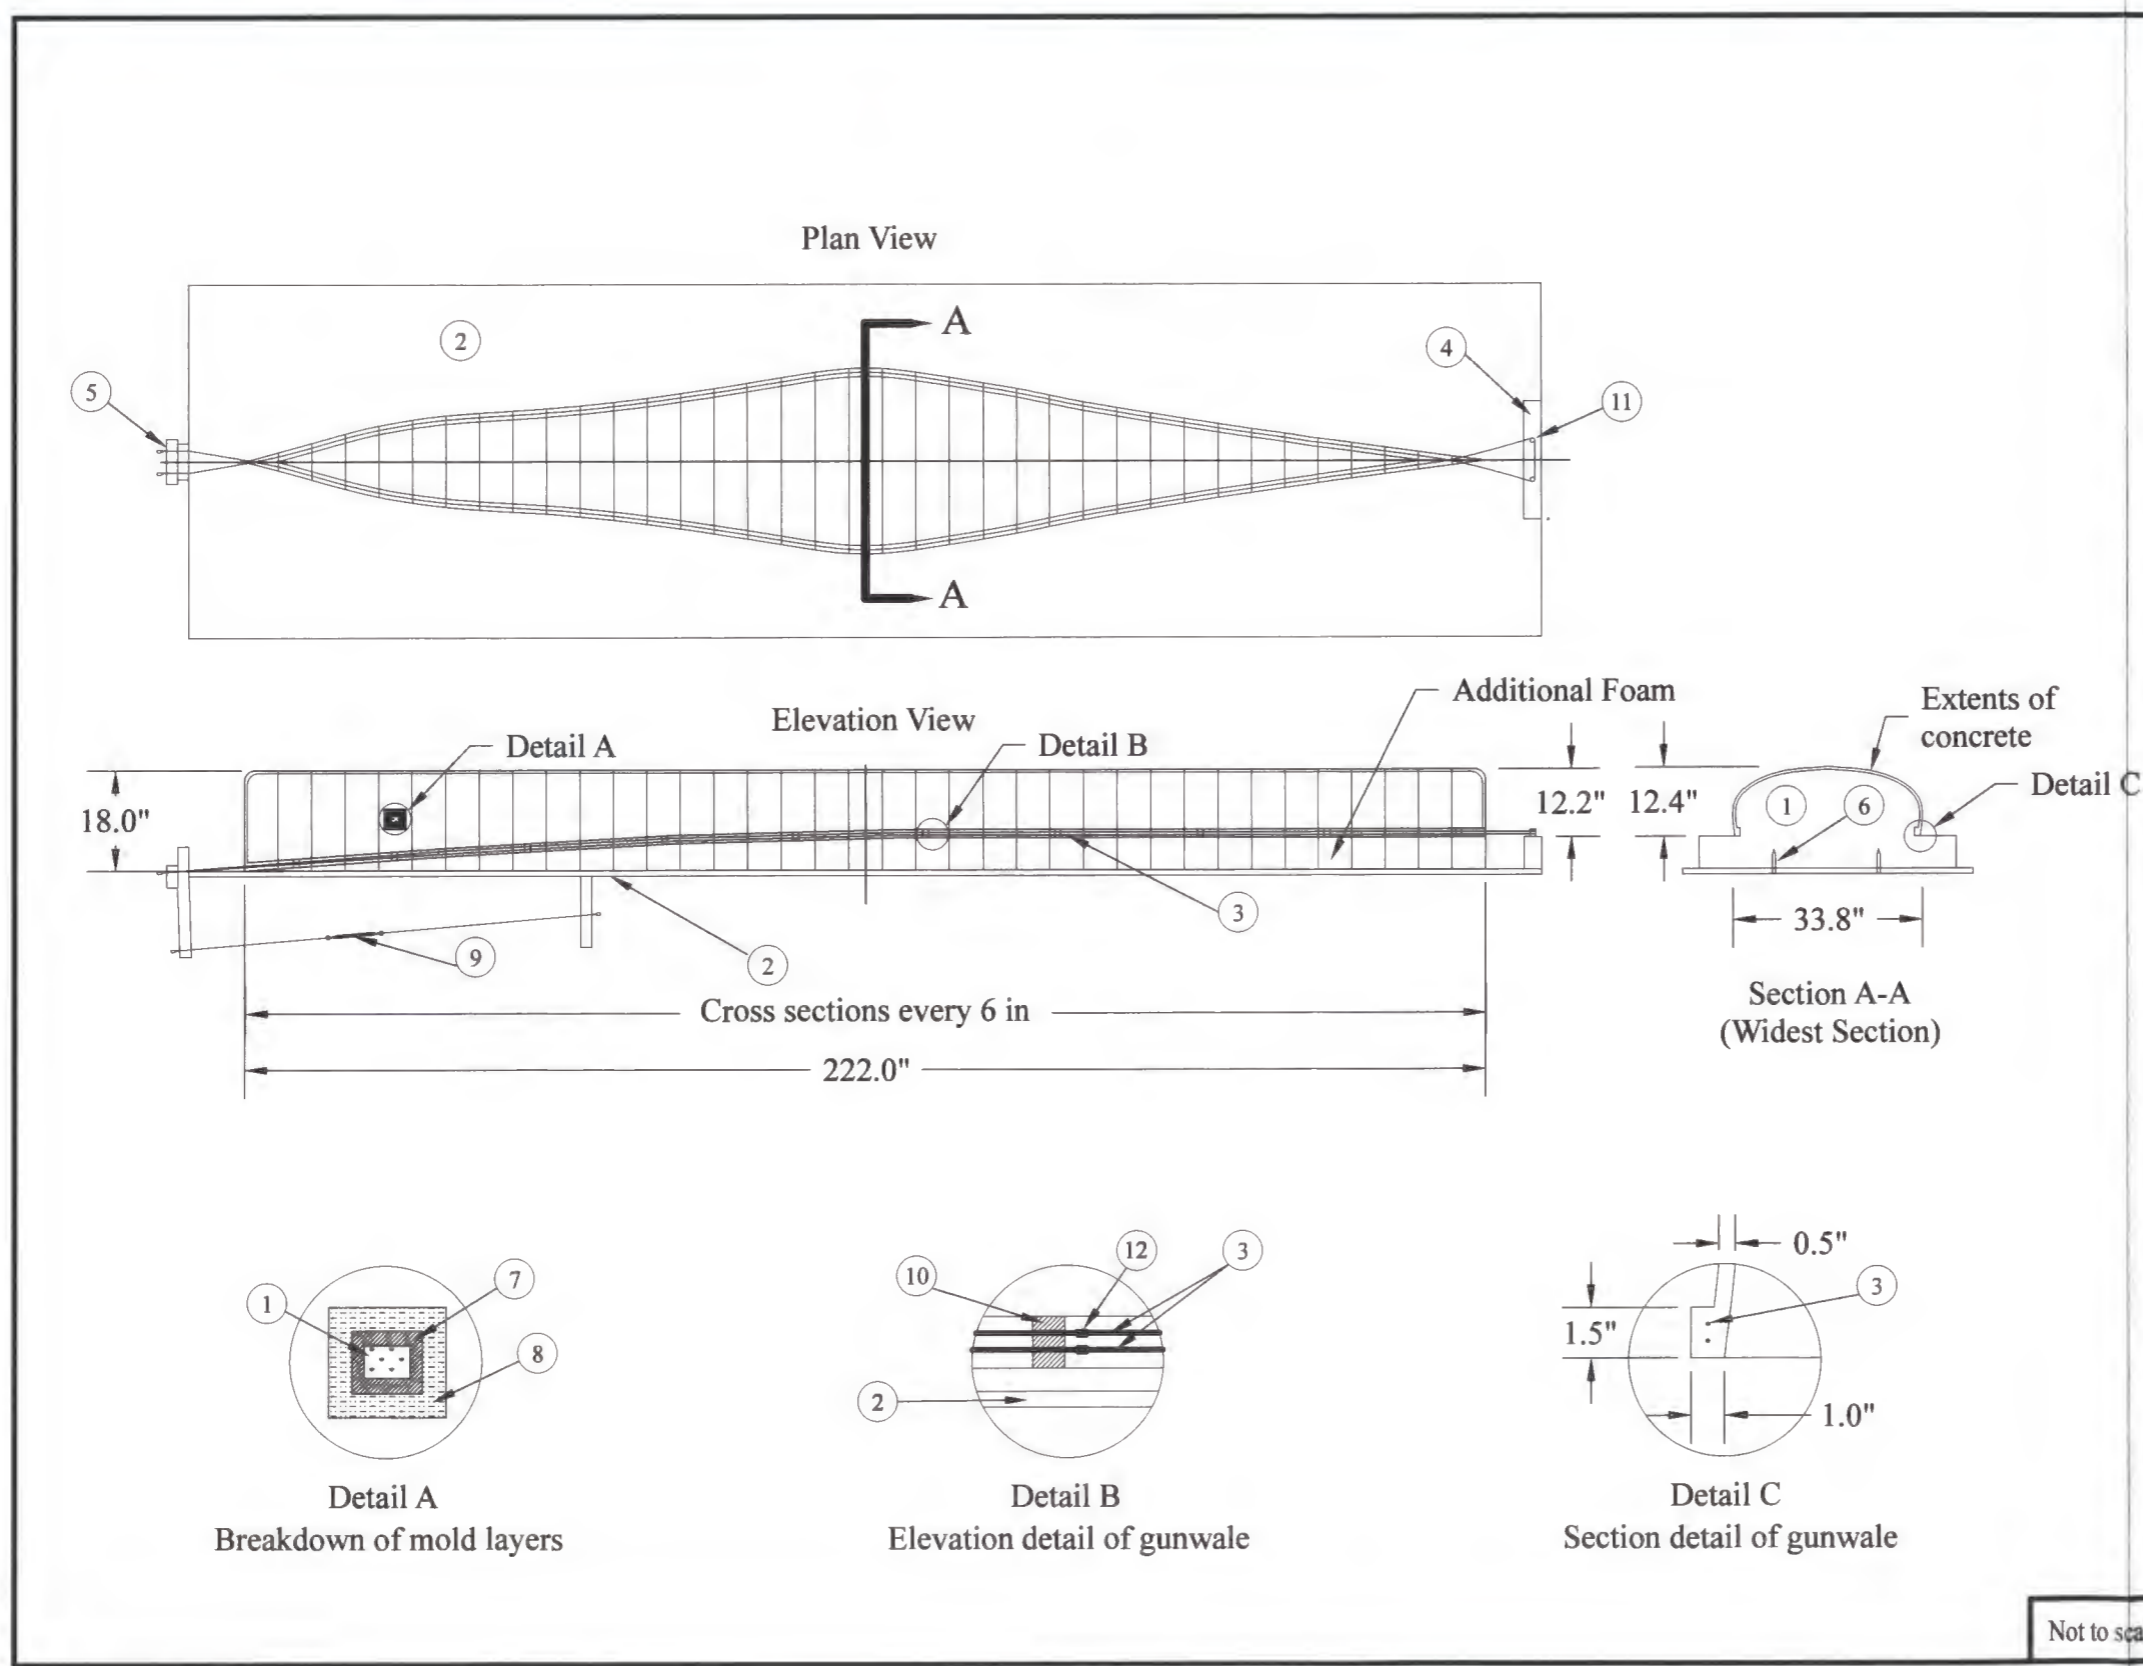 Plan View
A
2
4
5
11
A
Additional Foam
Extents of
concrete
Elevation View
Detail A
Detail B
Detail C
18.0"
12.2"
12.4"
1
6
3
33.8"
9
2
Section A-A
(Widest Section)
Cross sections every 6 in
222.0"
12
3
0.5"
7
10
1
3
1.5"
8
2
1.0"
Detail A
Breakdown of mold layers
Detail B
Elevation detail of gunwale
Detail C
Section detail of gunwale
Not to sca